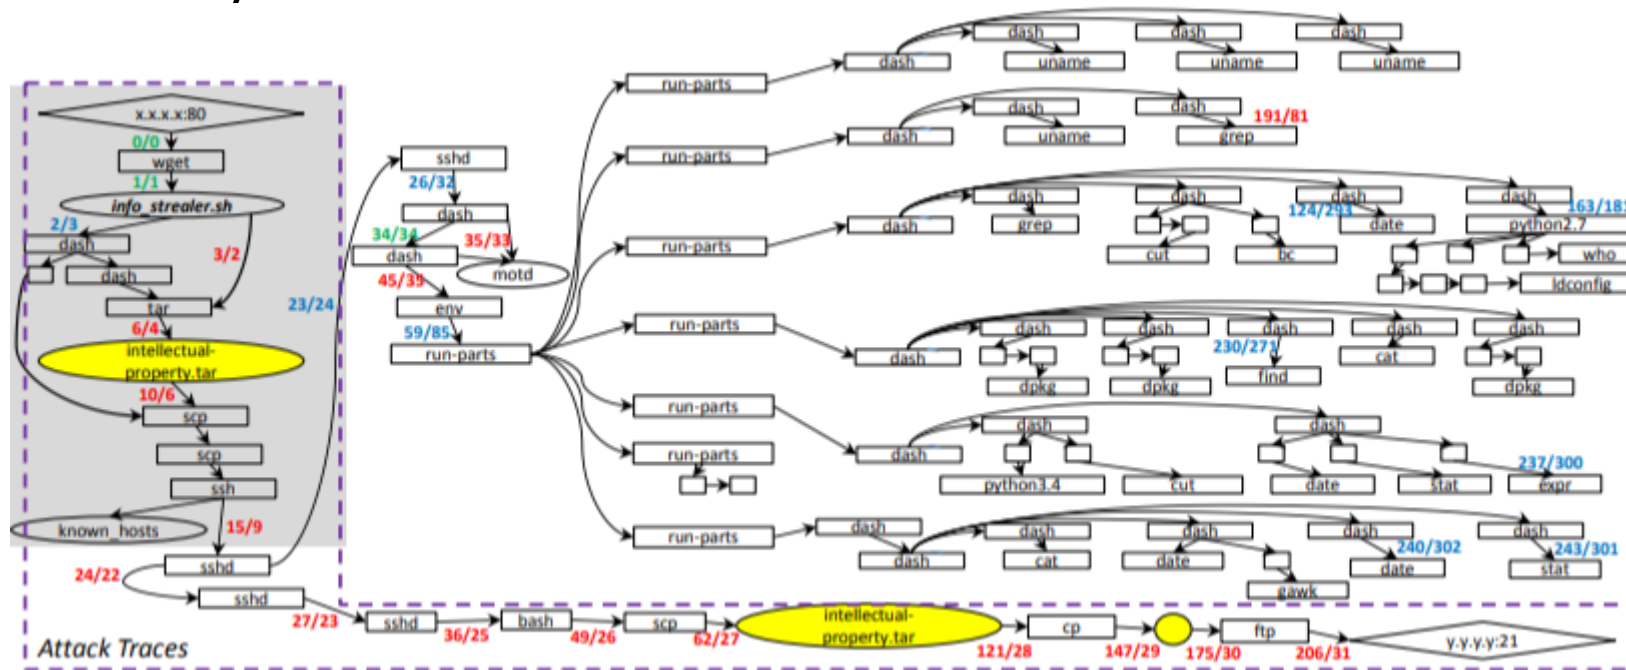 x.x.x.x:80
0/0
wget
1/1
info_strealer.sh
2/3
dash
3/2
dash
tar
6/4
intellectual-
property.tar
10/6
scp
scp
ssh
known_hosts
15/9
sshd
24/22
sshd
27/23
23/24
sshd
26/32
dash
34/34
35/33
dash
motd
45/39
env
59/85
run-parts
run-parts
dash
dash
uname
dash
uname
dash
uname
run-parts
dash
dash
uname
dash
191/81
grep
run-parts
dash
dash
grep
dash
cut
bc
dash
124/293
date
dash
163/181
python2.7
who
ldconfig
run-parts
dash
dash
dpkg
dash
dpkg
dash
230/271
find
dash
cat
dash
dpkg
run-parts
dash
dash
python3.4
cut
dash
date
stat
237/300
expr
run-parts
run-parts
dash
dash
dash
cat
dash
date
gawk
dash
240/302
date
dash
243/301
stat
sshd
36/25
bash
49/26
scp
62/27
intellectual-
property.tar
121/28
cp
147/29
175/30
ftp
206/31
y.y.y.y:21
Attack Traces